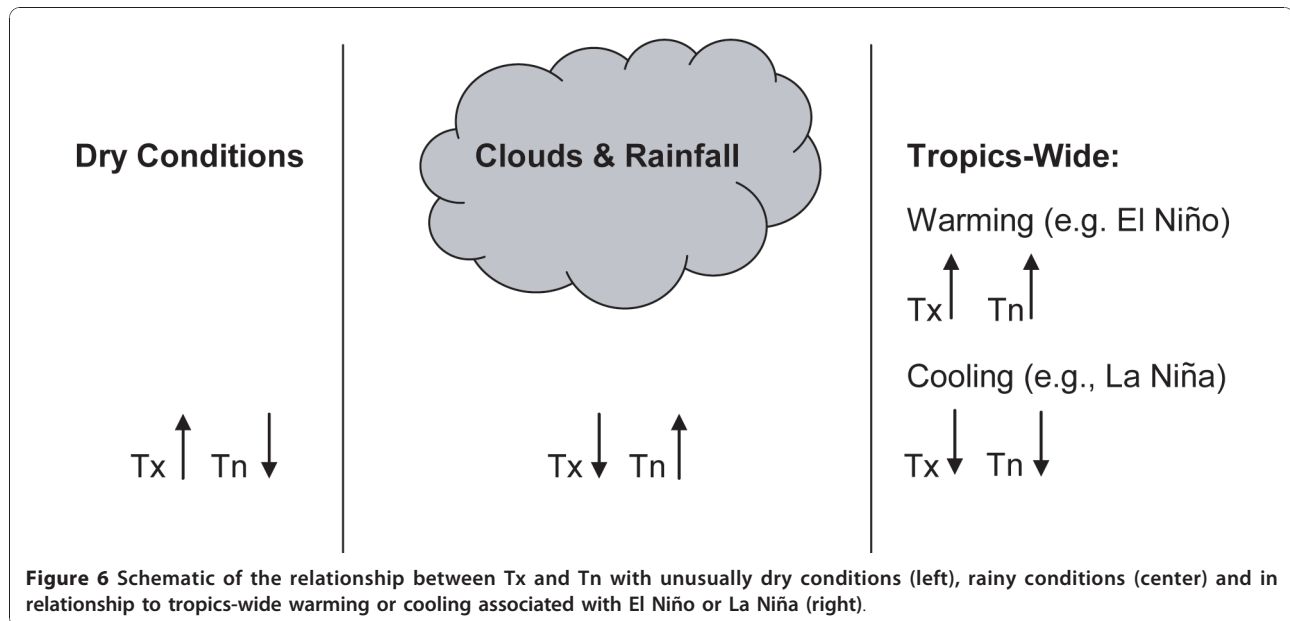 Dry Conditions
Clouds & Rainfall
Tropics-Wide:
Warming (e.g. El Niño)
Tx Tn
Cooling (e.g., La Niña)
Tx Tn
Tx Tn
Tx Tn
Figure 6 Schematic of the relationship between Tx and Tn with unusually dry conditions (left), rainy conditions (center) and in
relationship to tropics-wide warming or cooling associated with El Niño or La Niña (right).